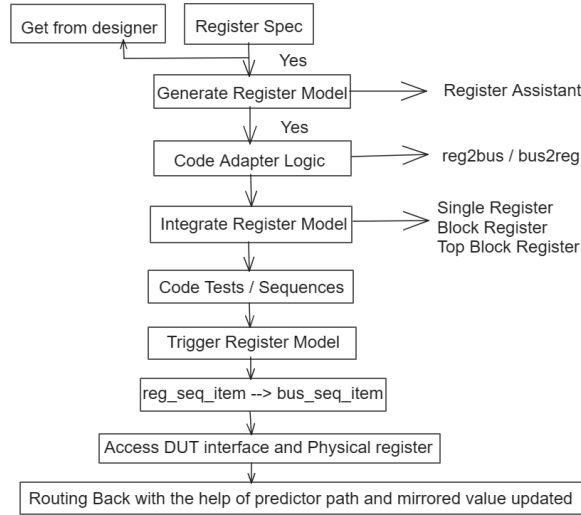 Get from designer
Register Spec
Yes
Generate Register Model
Register Assistant
Yes
Code Adapter Logic
reg2bus / bus2reg
Integrate Register Model
Single Register
Block Register
Top Block Register
Code Tests / Sequences
Trigger Register Model
reg_seq_item --> bus_seq_item
Access DUT interface and Physical register
Routing Back with the help of predictor path and mirrored value updated